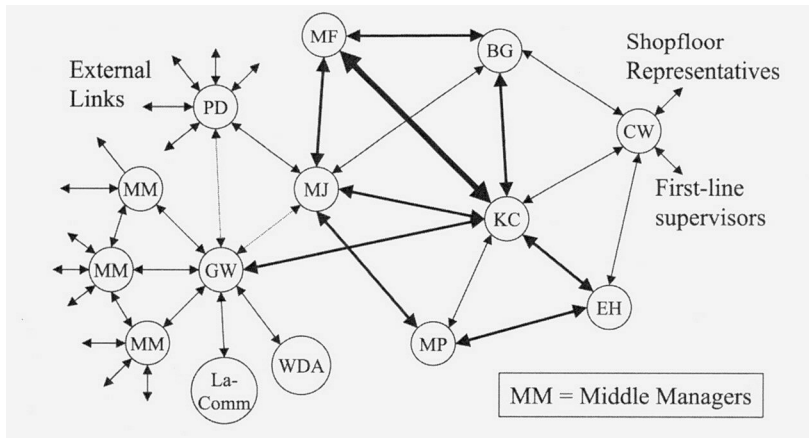 MF
BG
Shopfloor
Representatives
External
Links
PD
CW
MM
MJ
First-line
supervisors
KC
MM
GW
EH
MM
MP
WDA
La-
Comm
MM = Middle Managers